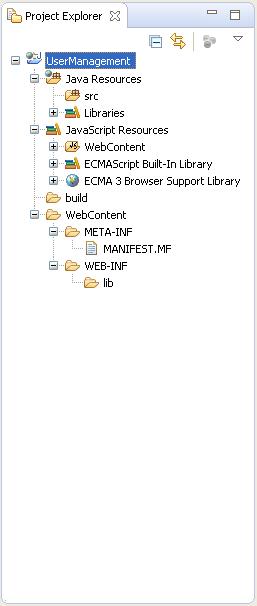 Project Explorer
UserManagement
Java Resources
src
Libraries
JavaScript Resources
WebContent
ECMAScript Built-In Library
ECMA 3 Browser Support Library
build
WebContent
META-INF
MANIFEST.MF
WEB-INF
lib